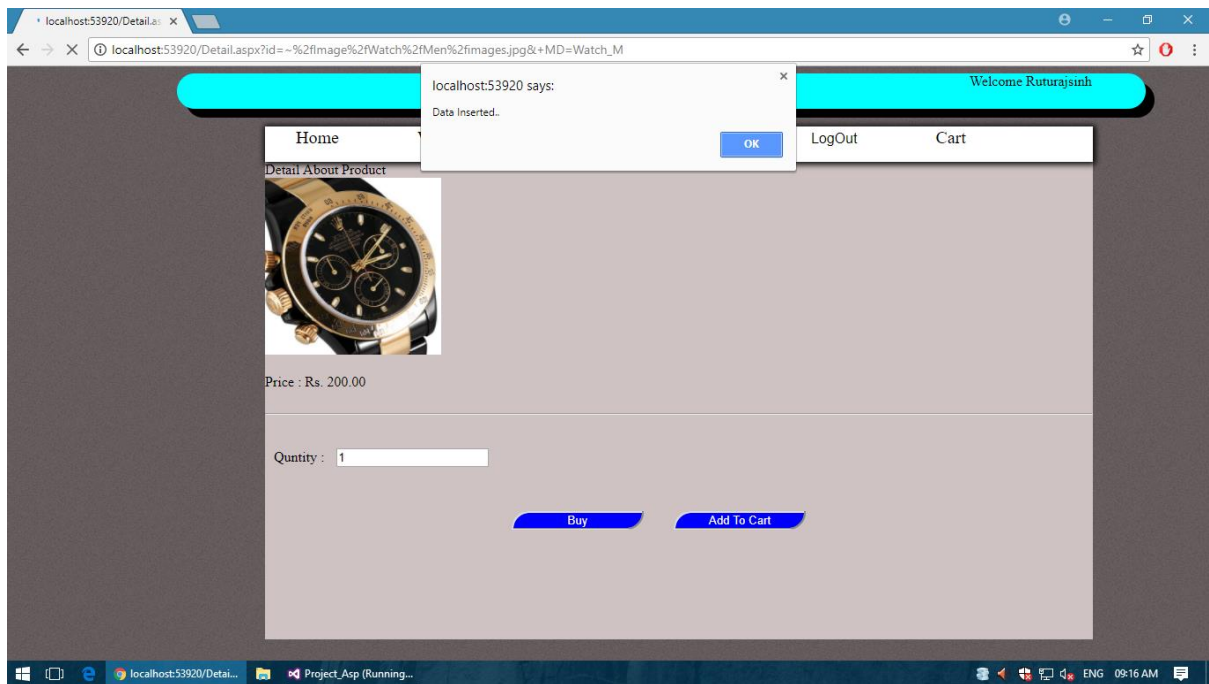 localhost:53920/Detail.as
localhost:53920/Detail.aspx?id=~%2fImage%2fWatch%2fMen%2fimages.jpg&+MD=Watch_M
localhost:53920 says:
Data Inserted..
OK
Welcome Ruturajsinh
Home
LogOut
Cart
Detail About Product
Price : Rs. 200.00
Quntity :
1
Buy
Add To Cart
localhost:53920/Detai...
Project_Asp (Running...
ENG
09:16 AM